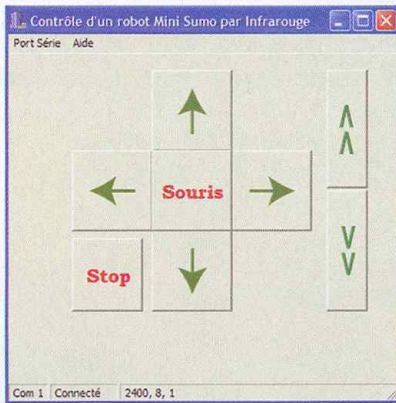 Contrôle d'un robot Mini Sumo par Infrarouge
Port Série Aide
Souris
Stop
Com 1 Connecté 2400, 8, 1